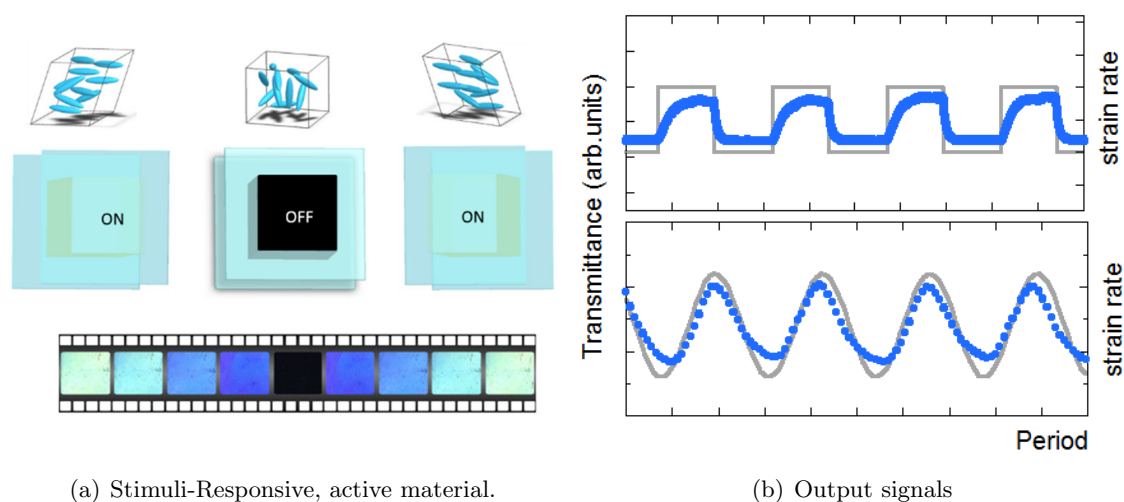 ON
OFF
ON
Transmittance (arb.units)
strain rate
strain rate
Period
(a) Stimuli-Responsive, active material.
(b) Output signals